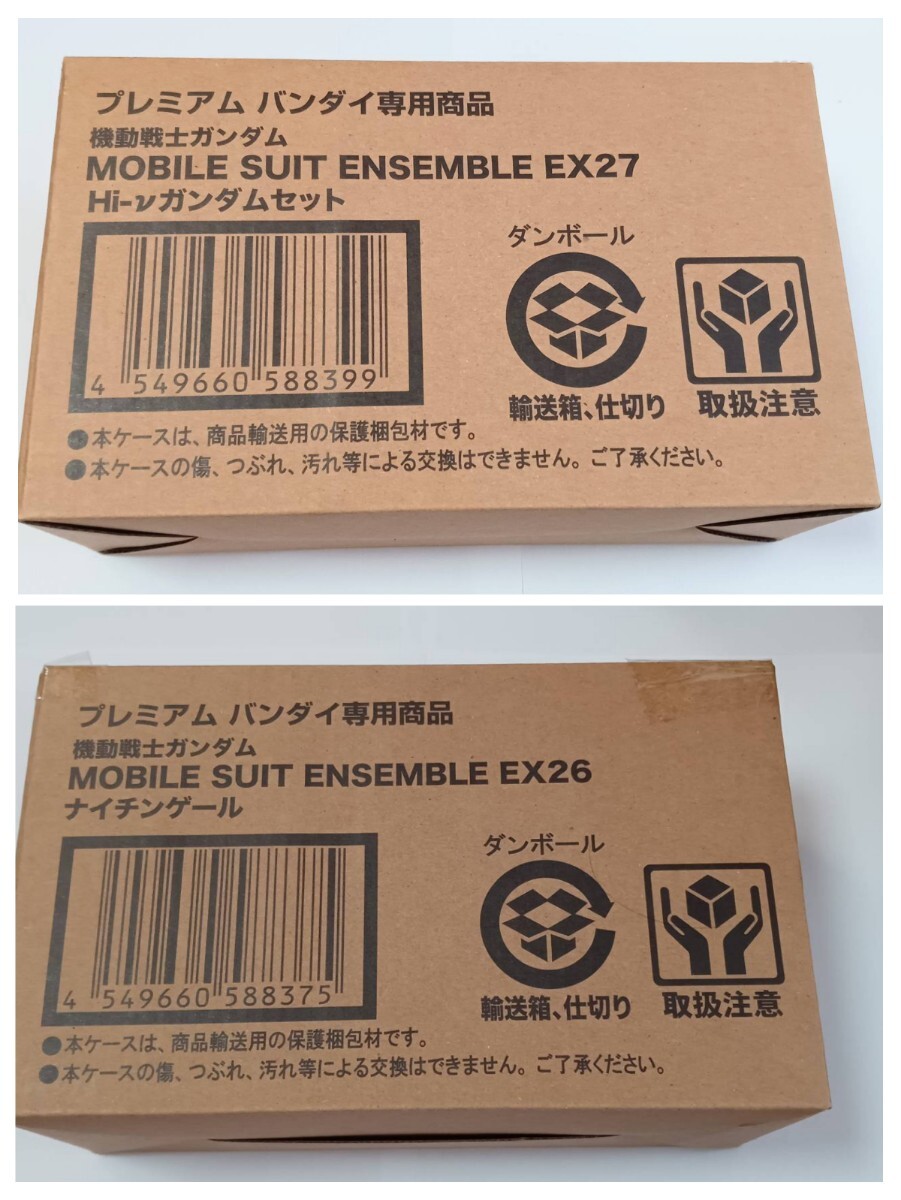 プレミアム バンダイ専用商品
機動戦士ガンダム
MOBILE SUIT ENSEMBLE EX27
Hi-νガンダムセット
4 549660 588399
ダンボール
輸送箱、仕切り
取扱注意
●本ケースは、商品輸送用の保護梱包材です。
●本ケースの傷、つぶれ、汚れ等による交換はできません。ご了承ください。
プレミアム バンダイ専用商品
機動戦士ガンダム
MOBILE SUIT ENSEMBLE EX26
ナイチンゲール
4 549660 588375
ダンボール
輸送箱、仕切り
取扱注意
●本ケースは、商品輸送用の保護梱包材です。
●本ケースの傷、つぶれ、汚れ等による交換はできません。ご了承ください。